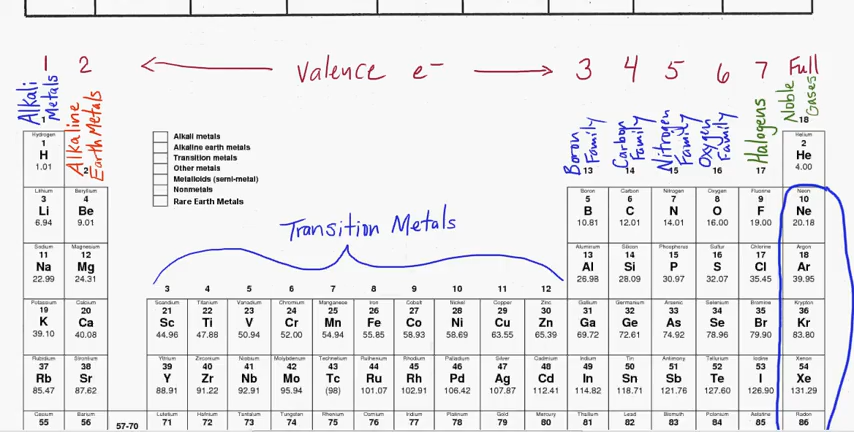 1 2 ← Valence e⁻ → 3 4 5 6 7 Full
Alkali Metals
Alkaline Earth Metals
Boron Family
Carbon Family
Nitrogen Family
Oxygen Family
Halogens
Noble Gases
1 18
2 13 14 15 16 17
Hydrogen Helium
1 2
H He
1.01 4.00
Alkali metals
Alkaline earth metals
Transition metals
Other metals
Metalloids (semi-metal)
Nonmetals
Rare Earth Metals
Lithium Beryllium Boron Carbon Nitrogen Oxygen Fluorine Neon
3 4 5 6 7 8 9 10
Li Be B C N O F Ne
6.94 9.01 10.81 12.01 14.01 16.00 19.00 20.18
Transition Metals
Sodium Magnesium Aluminum Silicon Phosphorus Sulfur Chlorine Argon
11 12 13 14 15 16 17 18
Na Mg Al Si P S Cl Ar
22.99 24.31 26.98 28.09 30.97 32.07 35.45 39.95
3 4 5 6 7 8 9 10 11 12
Potassium Calcium Scandium Titanium Vanadium Chromium Manganese Iron Cobalt Nickel Copper Zinc Gallium Germanium Arsenic Selenium Bromine Krypton
19 20 21 22 23 24 25 26 27 28 29 30 31 32 33 34 35 36
K Ca Sc Ti V Cr Mn Fe Co Ni Cu Zn Ga Ge As Se Br Kr
39.10 40.08 44.96 47.88 50.94 52.00 54.94 55.85 58.93 58.69 63.55 65.39 69.72 72.61 74.92 78.96 79.90 83.80
Rubidium Strontium Yttrium Zirconium Niobium Molybdenum Technetium Ruthenium Rhodium Palladium Silver Cadmium Indium Tin Antimony Tellurium Iodine Xenon
37 38 39 40 41 42 43 44 45 46 47 48 49 50 51 52 53 54
Rb Sr Y Zr Nb Mo Tc Ru Rh Pd Ag Cd In Sn Sb Te I Xe
85.47 87.62 88.91 91.22 92.91 95.94 (98) 101.07 102.91 106.42 107.87 112.41 114.82 118.71 121.76 127.60 126.90 131.29
Cesium Barium Lutetium Hafnium Tantalum Tungsten Rhenium Osmium Iridium Platinum Gold Mercury Thallium Lead Bismuth Polonium Astatine Radon
55 56 57-70 71 72 73 74 75 76 77 78 79 80 81 82 83 84 85 86